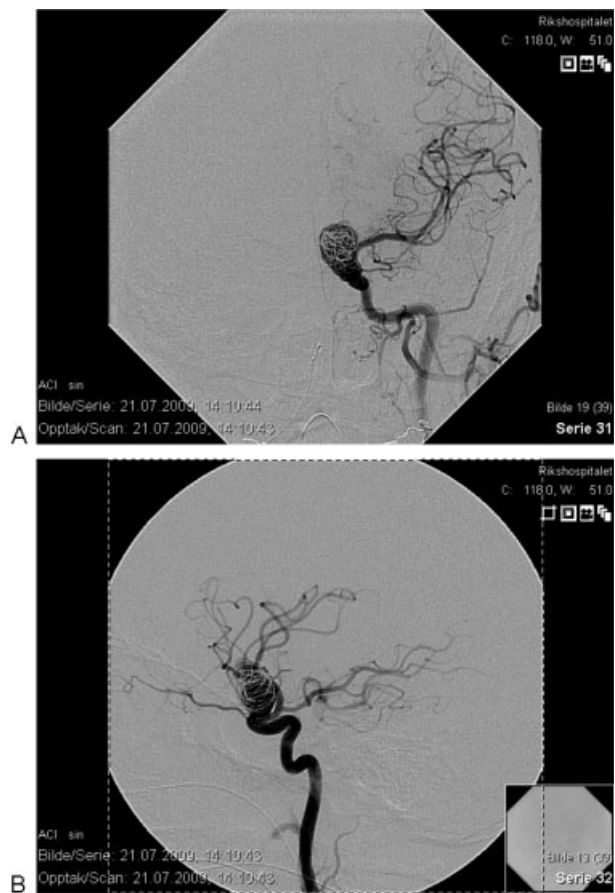 Rikshospitalet
C: 118.0, W: 51.0
ACI sin
Bilde/Serie: 21.07.2009, 14:10:44
Opptak/Scan: 21.07.2009, 14:10:43
Bilde 19 (39)
Serie 31
A
Rikshospitalet
C: 118.0, W: 51.0
ACI sin
Bilde/Serie: 21.07.2009, 14:10:43
Opptak/Scan: 21.07.2009, 14:10:43
Bilde 13
Serie 32
B